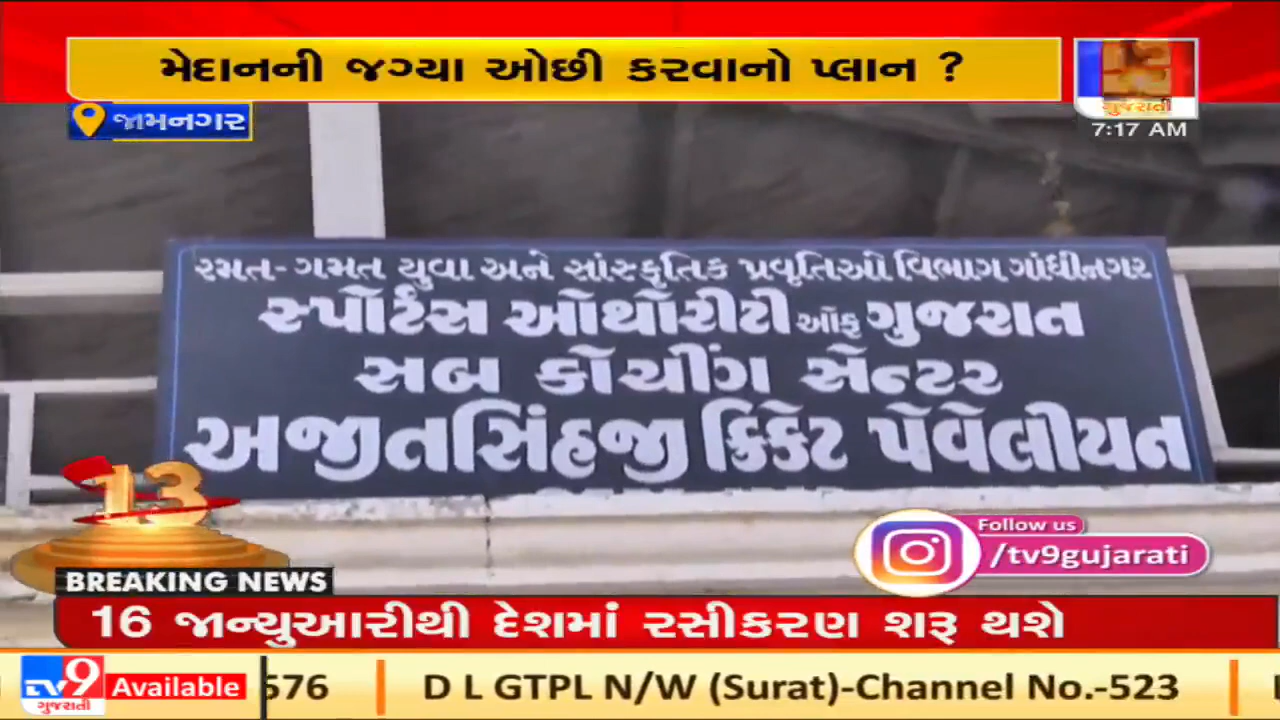 મેદાનની જગ્યા ઓછી કરવાનો પ્લાન ?
ગુજરાતી
7:17 AM
જામનગર
રમત-ગમત યુવા અને સાંસ્કૃતિક પ્રવૃતિઓ વિભાગ ગાંધીનગર
સ્પોર્ટસ ઓથોરીટી ઓફ ગુજરાત
સબ કોચીંગ સેન્ટર
અજીતસિંહજી ક્રિકેટ પેવેલીયન
13
Follow us
/tv9gujarati
BREAKING NEWS
16 જાન્યુઆરીથી દેશમાં રસીકરણ શરૂ થશે
TV9
ગુજરાતી
Available
576
D L GTPL N/W (Surat)-Channel No.-523